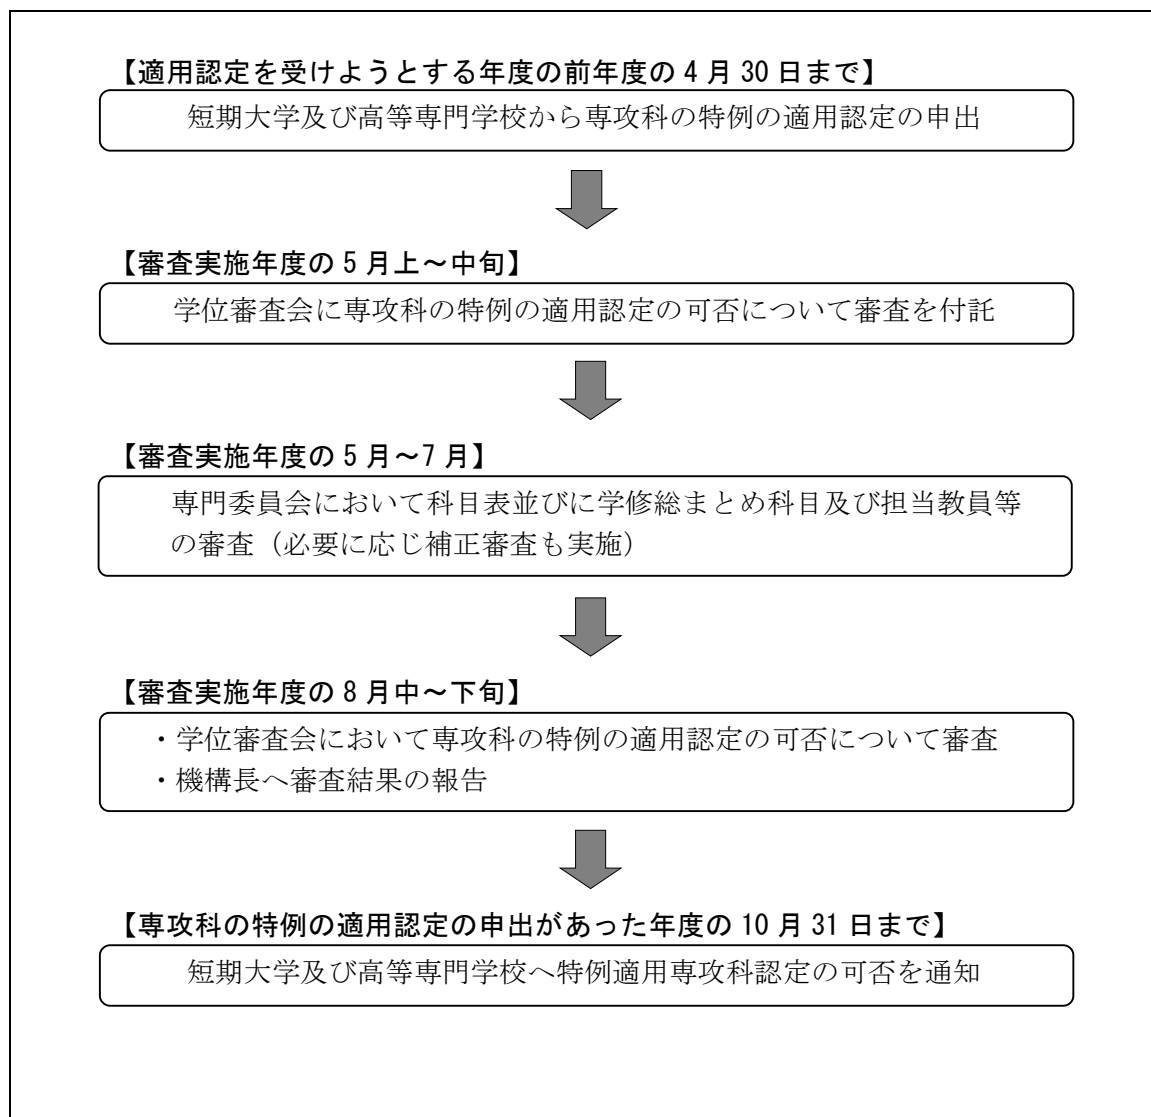 【適用認定を受けようとする年度の前年度の 4 月 30 日まで】
短期大学及び高等専門学校から専攻科の特例の適用認定の申出
【審査実施年度の 5 月上～中旬】
学位審査会に専攻科の特例の適用認定の可否について審査を付託
【審査実施年度の 5 月～7 月】
専門委員会において科目表並びに学修総まとめ科目及び担当教員等
の審査（必要に応じ補正審査も実施）
【審査実施年度の 8 月中～下旬】
・学位審査会において専攻科の特例の適用認定の可否について審査
・機構長へ審査結果の報告
【専攻科の特例の適用認定の申出があった年度の 10 月 31 日まで】
短期大学及び高等専門学校へ特例適用専攻科認定の可否を通知